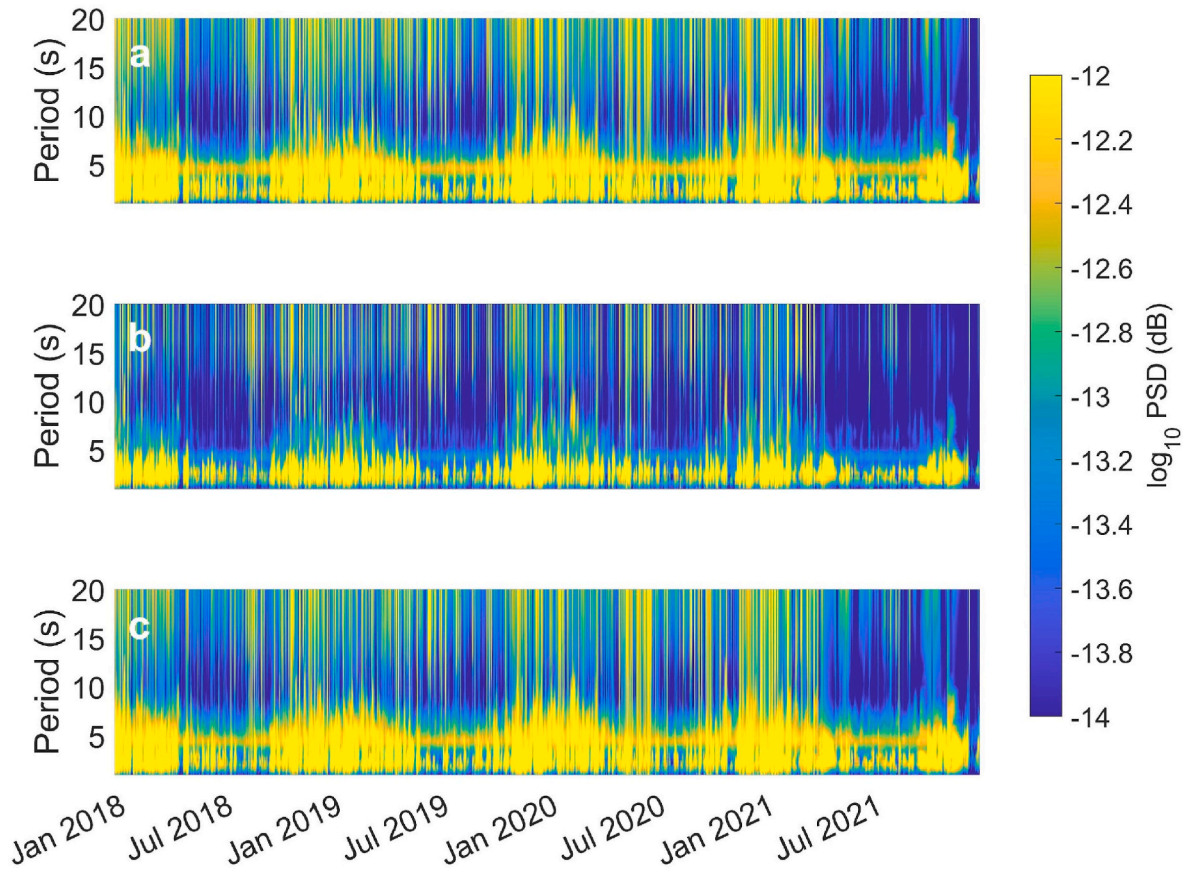 20
15
10
5
Period (s)
a
20
15
10
5
Period (s)
b
20
15
10
5
Period (s)
c
Jan 2018
Jul 2018
Jan 2019
Jul 2019
Jan 2020
Jul 2020
Jan 2021
Jul 2021
-12
-12.2
-12.4
-12.6
-12.8
-13
-13.2
-13.4
-13.6
-13.8
-14
log10 PSD (dB)